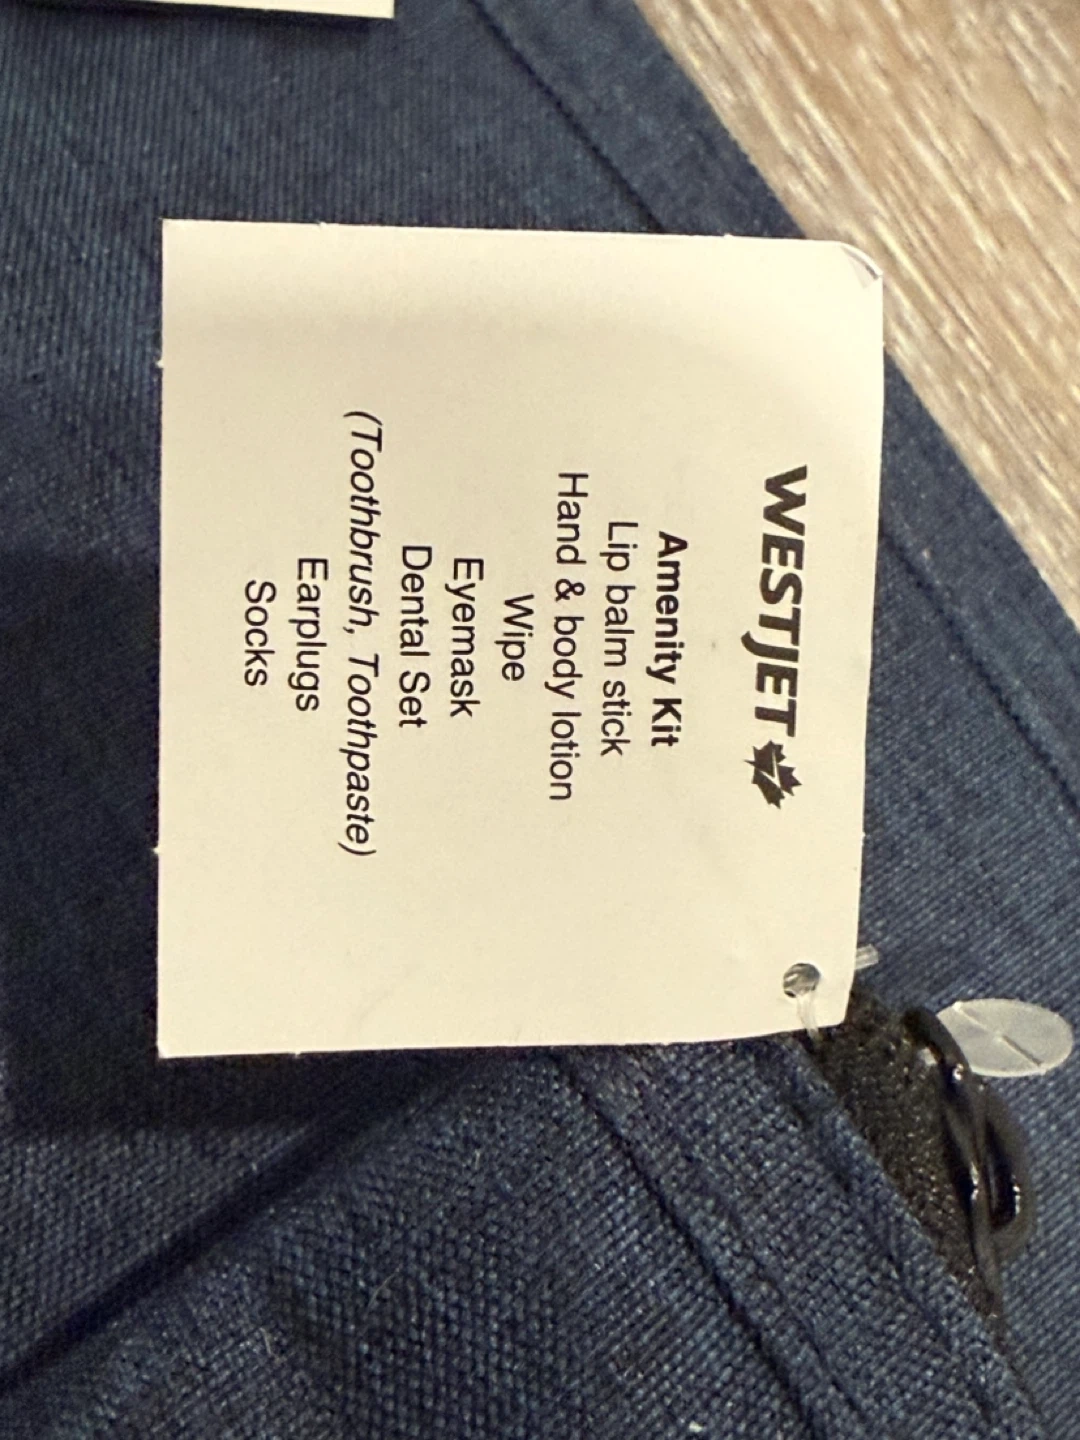 WESTJET
Amenity Kit
Lip balm stick
Hand & body lotion
Wipe
Eyemask
Dental Set
(Toothbrush, Toothpaste)
Earplugs
Socks